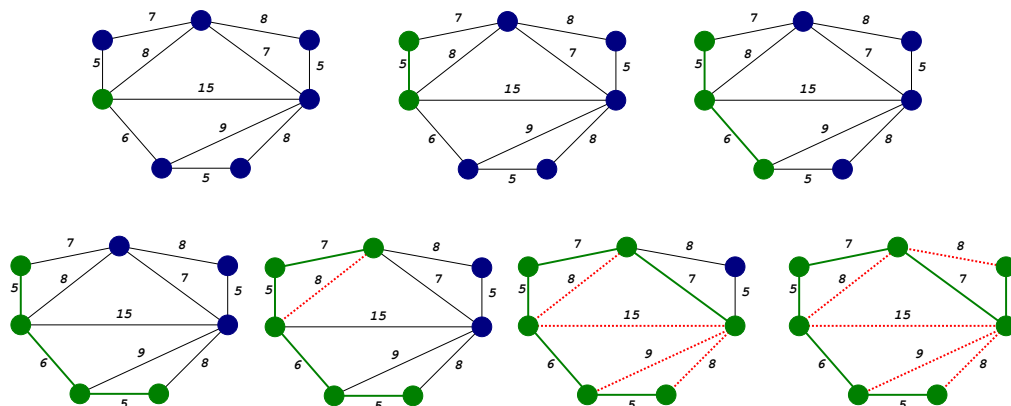 7 8 7 8 7 8
5 8 7 5 5 8 7 5 5 8 7 5
15 15 15
6 9 8 6 9 8 6 9 8
5 5 5
7 8 7 8 7 8 7 8
5 8 7 5 5 8 7 5 5 8 7 5 5 8 7
15 15 15 15
6 9 8 6 9 8 6 9 8 6 9 8
5 5 5 5